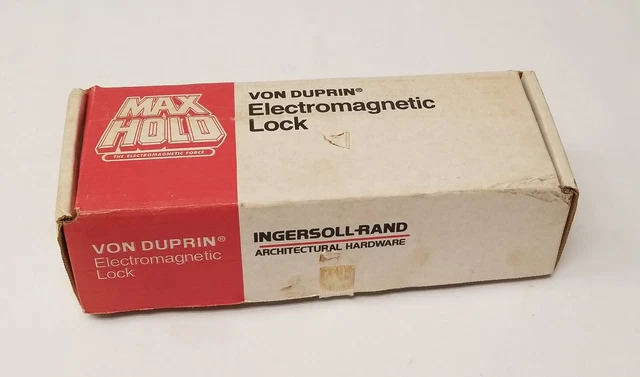 MAX
HOLD
THE ELECTROMAGNETIC FORCE
VON DUPRIN®
Electromagnetic
Lock
VON DUPRIN®
Electromagnetic
Lock
INGERSOLL-RAND
ARCHITECTURAL HARDWARE